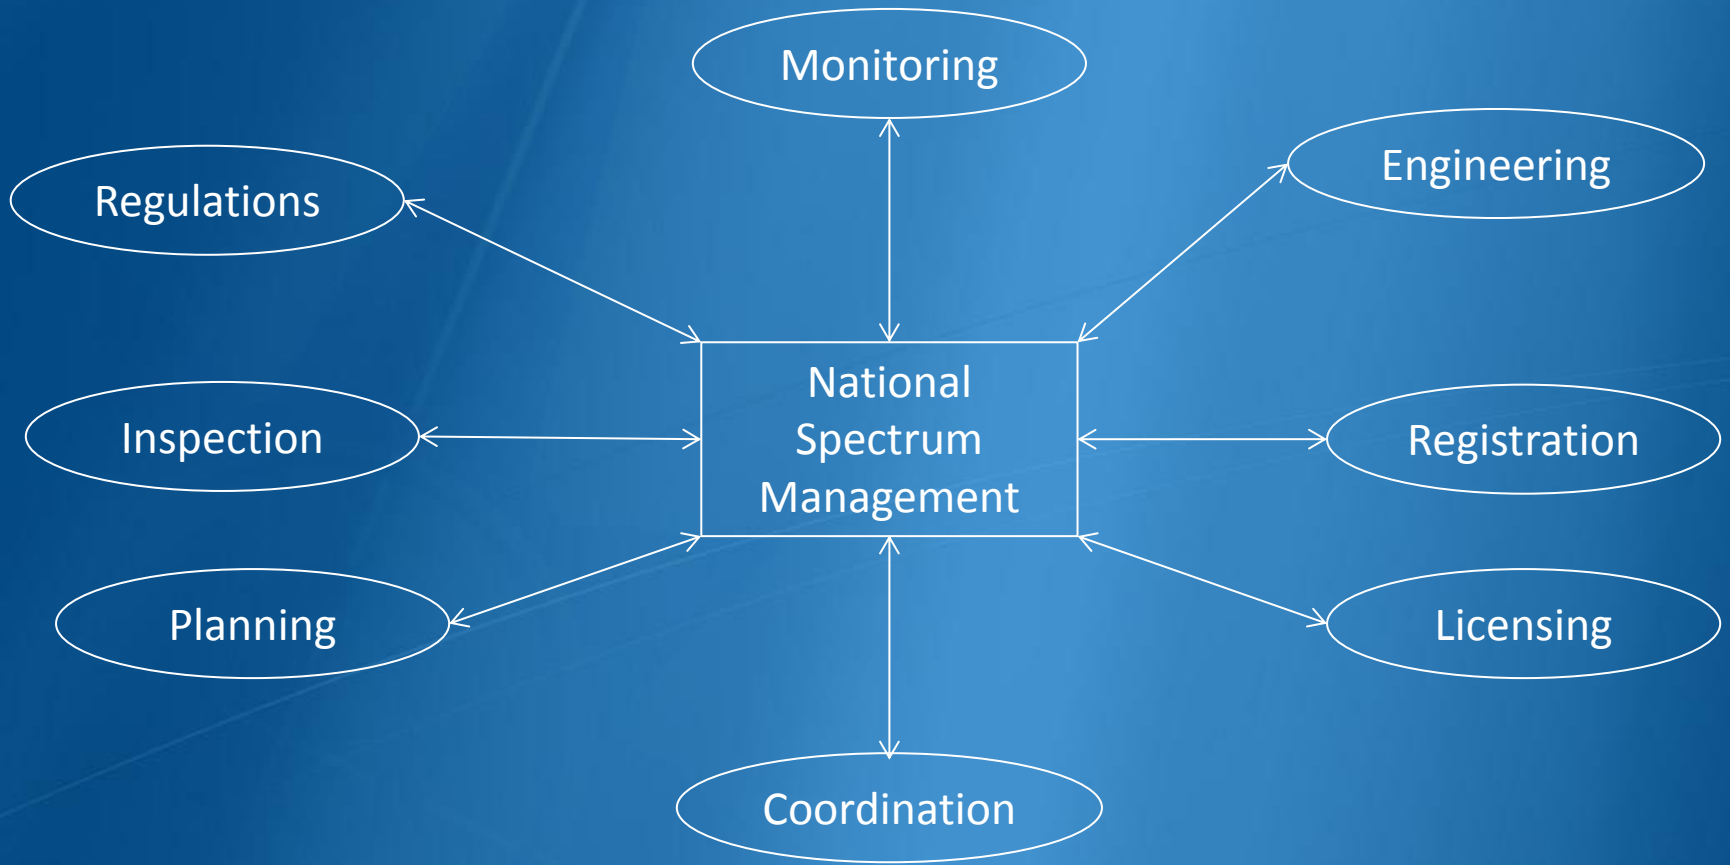 Monitoring
Engineering
Regulations
National
Spectrum
Management
Inspection
Registration
Planning
Licensing
Coordination